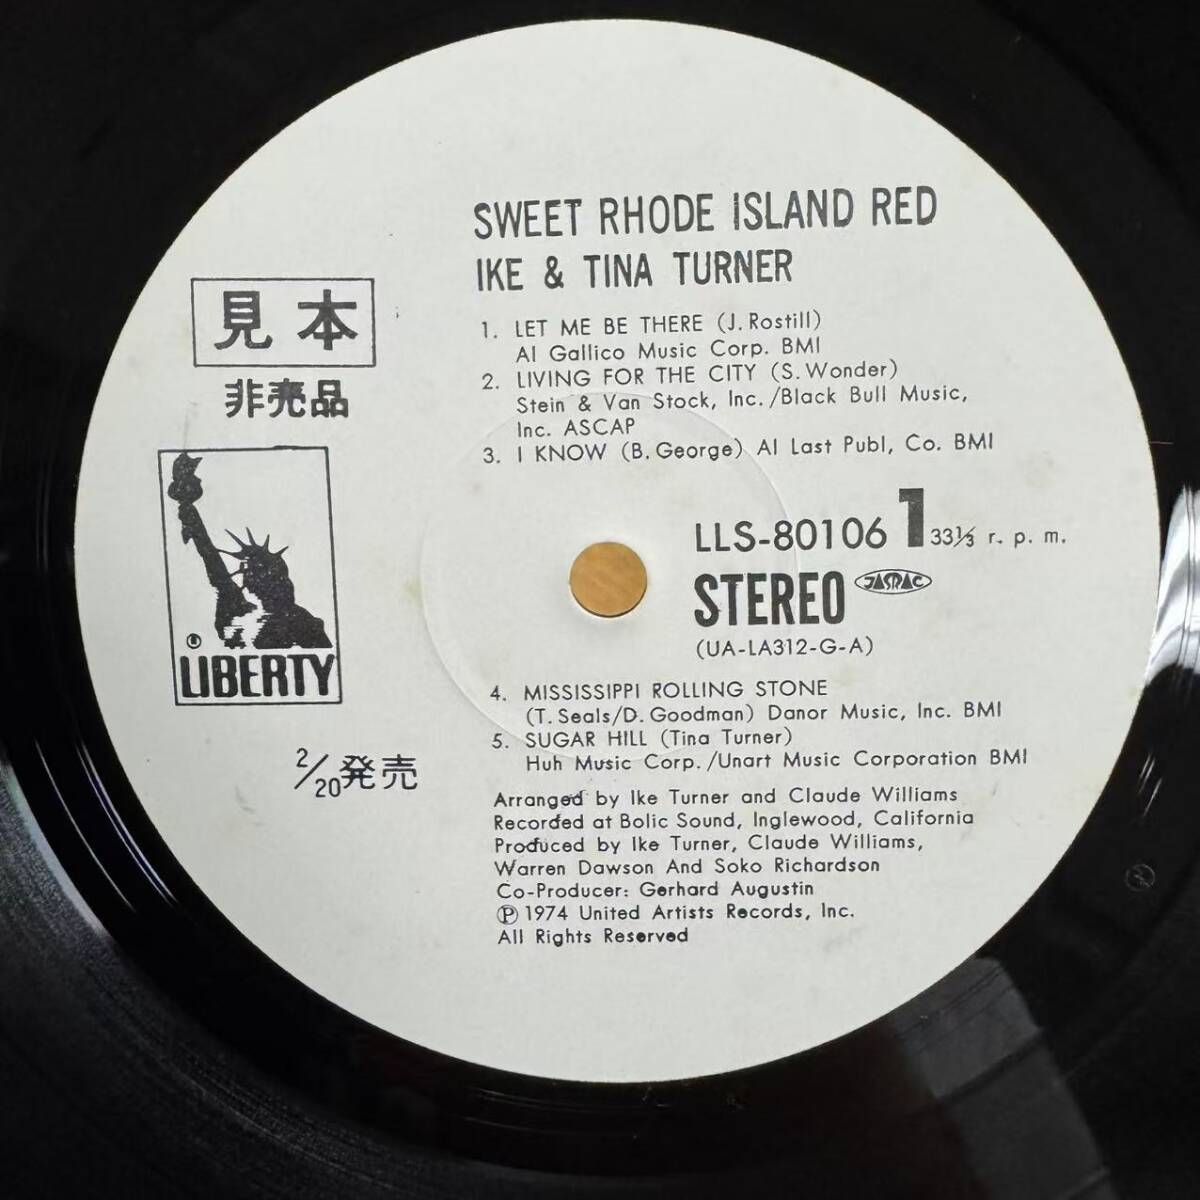 SWEET RHODE ISLAND RED
IKE & TINA TURNER
見本
非売品
1. LET ME BE THERE (J. Rostill)
Al Gallico Music Corp. BMI
2. LIVING FOR THE CITY (S. Wonder)
Stein & Van Stock, Inc./Black Bull Music,
Inc. ASCAP
3. I KNOW (B. George) Al Last Publ, Co. BMI
LLS-80106 1 33⅓ r. p. m.
STEREO JASRAC
(UA-LA312-G-A)
LIBERTY
4. MISSISSIPPI ROLLING STONE
(T. Seals/D. Goodman) Danor Music, Inc. BMI
5. SUGAR HILL (Tina Turner)
Huh Music Corp./Unart Music Corporation BMI
2/20発売
Arranged by Ike Turner and Claude Williams
Recorded at Bolic Sound, Inglewood, California
Produced by Ike Turner, Claude Williams,
Warren Dawson And Soko Richardson
Co-Producer: Gerhard Augustin
Ⓟ 1974 United Artists Records, Inc.
All Rights Reserved